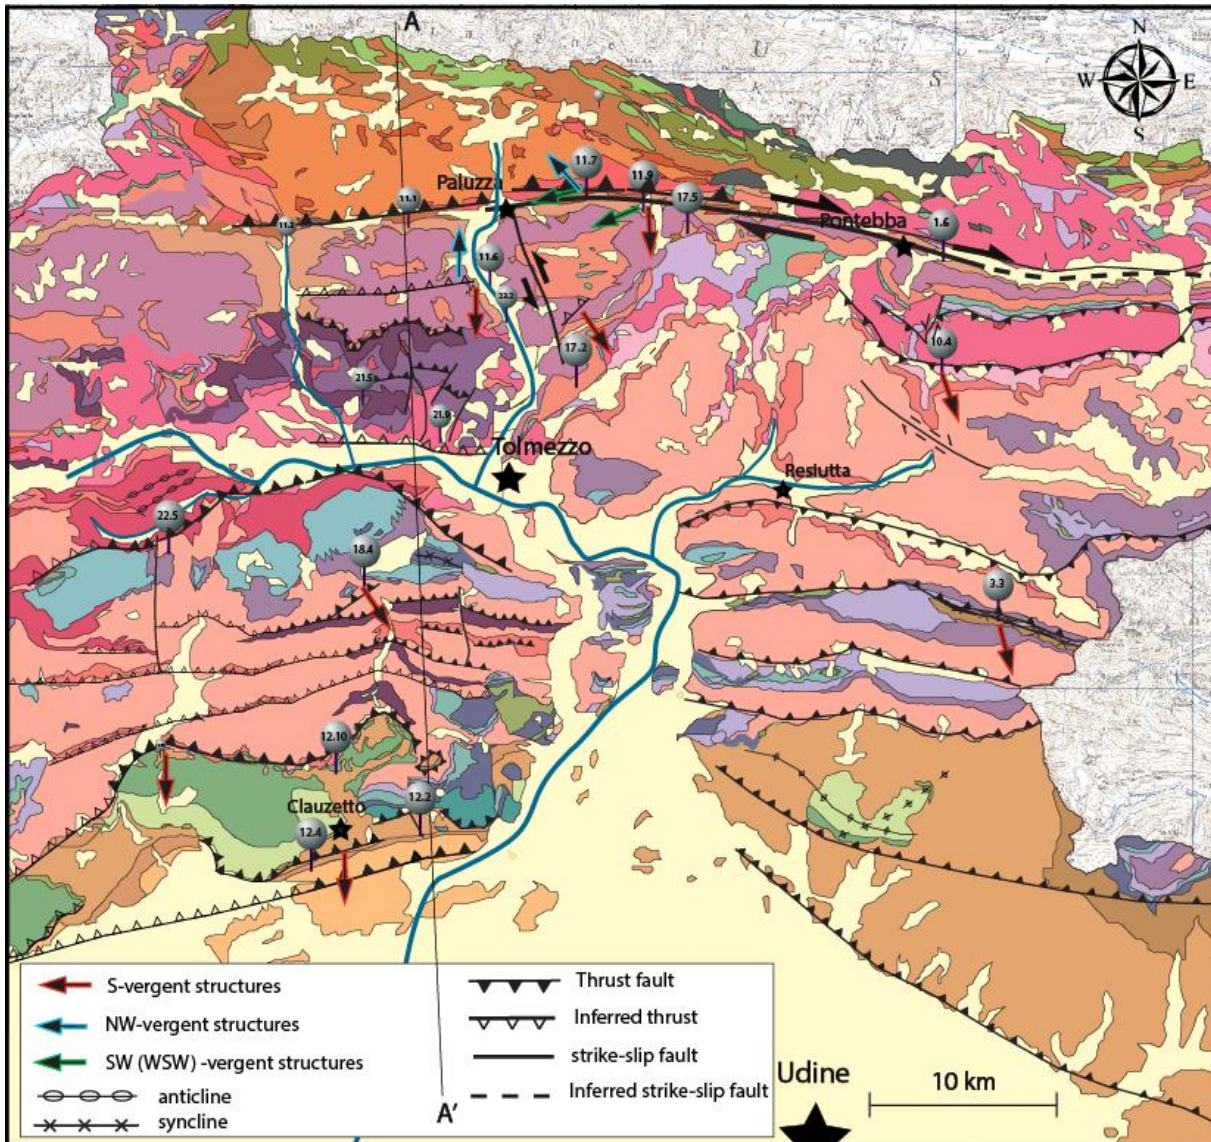 A
N
W
E
S
U
S
11.7
11.9
Paluzza
11.1
17.5
Pontebba
1.6
11.6
17.2
10.4
21.5
21.9
Tolmezzo
Resiutta
22.5
18.4
3.3
12.10
12.2
Clauzetto
12.4
S-vergent structures
NW-vergent structures
SW (WSW) -vergent structures
anticline
syncline
A'
Thrust fault
Inferred thrust
strike-slip fault
Inferred strike-slip fault
Udine
10 km